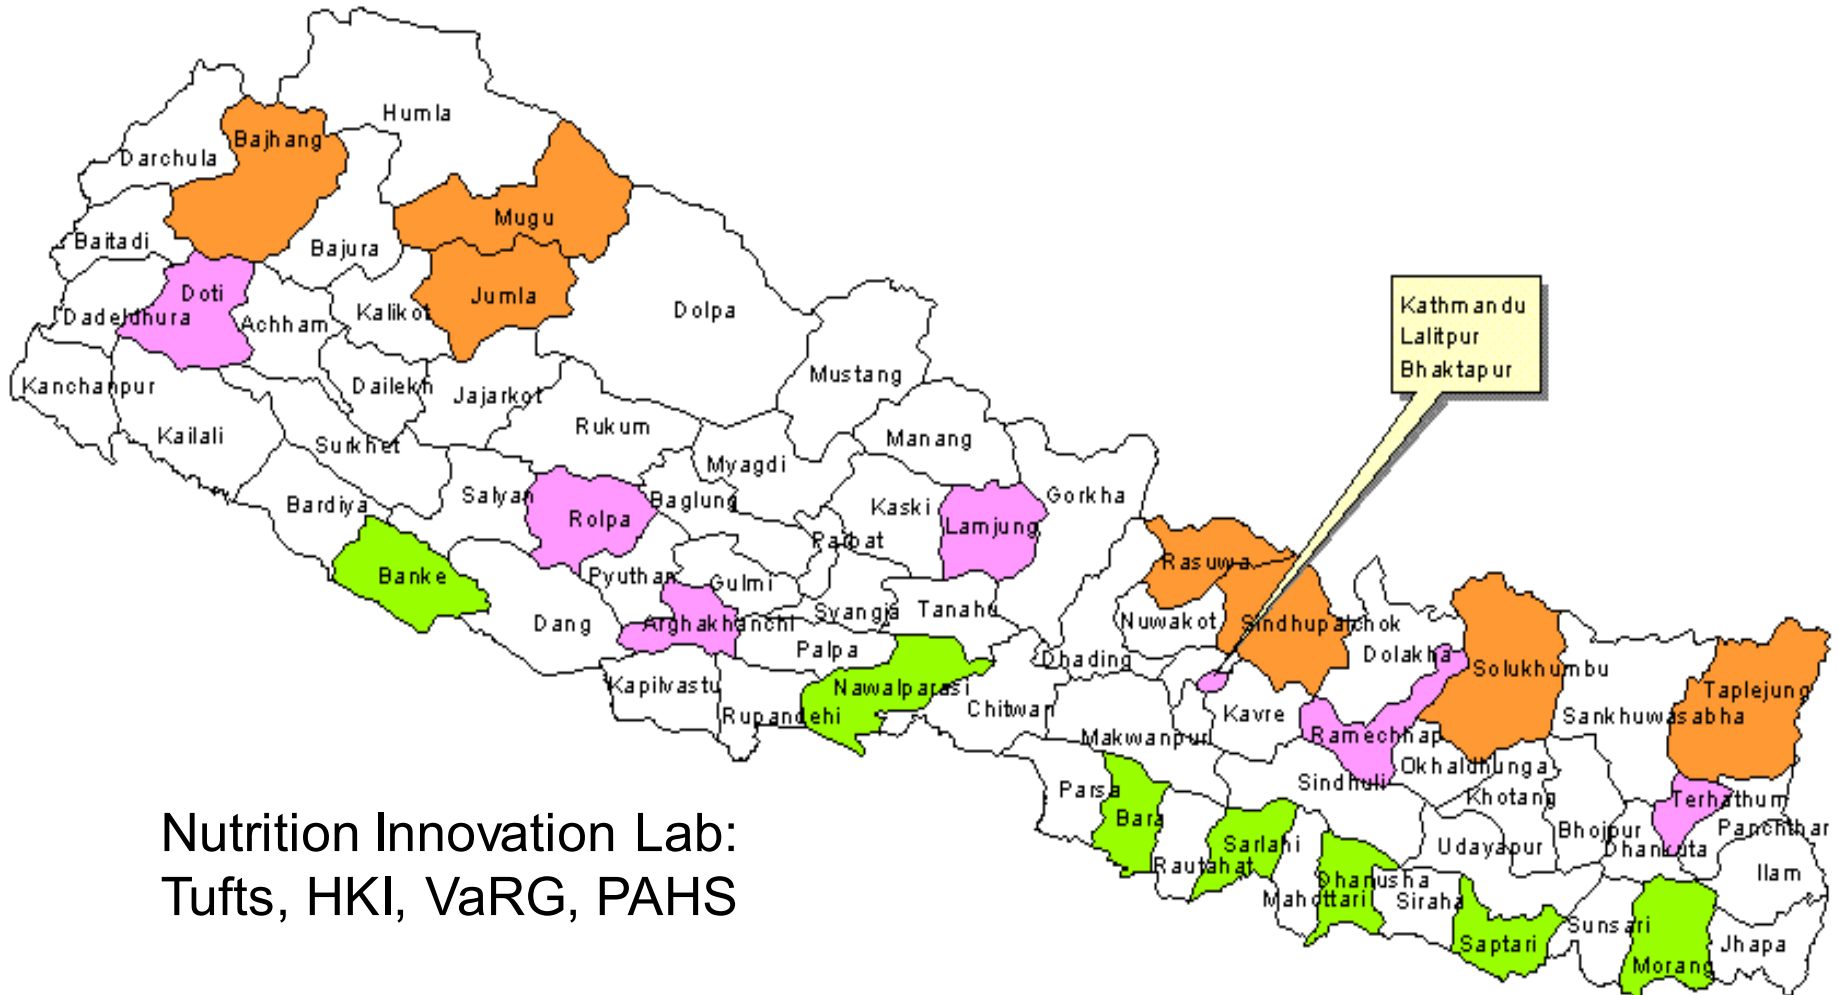 Humla
Bajhang
Darchula
Mugu
Baitadi
Bajura
Doti
Jumla
Kalikot
Dolpa
Dadeldhura
Achham
Kathmandu
Lalitpur
Bhaktapur
Kanchanpur
Dailekh
Jajarkot
Mustang
Kailali
Surkhet
Rukum
Manang
Myagdi
Bardiya
Salyan
Rolpa
Baglung
Kaski
Lamjung
Gorkha
Parbat
Rasuwa
Banke
Pyuthan
Gulmi
Syangja
Tanahu
Nuwakot
Sindhupalchok
Dang
Arghakhanchi
Palpa
Dhading
Dolakha
Solukhumbu
Kapilvastu
Nawalparasi
Taplejung
Rupandehi
Chitwan
Kavre
Sankhuwasabha
Makwanpur
Ramechhap
Okhaldhunga
Parsa
Sindhuli
Khotang
Terhathum
Bara
Bhojpur
Panchthar
Sarlahi
Udayapur
Dhankuta
Rautahat
Dhanusha
Ilam
Mahottari
Siraha
Saptari
Sunsari
Jhapa
Morang
Nutrition Innovation Lab:
Tufts, HKI, VaRG, PAHS